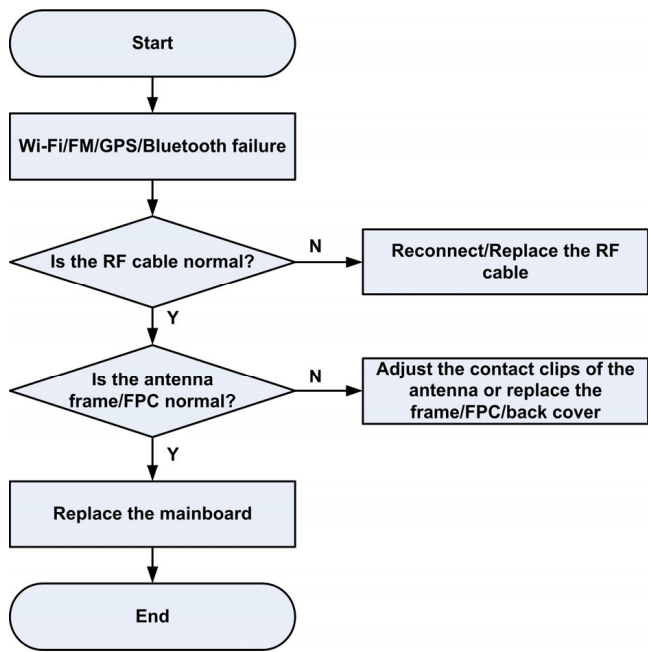 Start
Wi-Fi/FM/GPS/Bluetooth failure
Is the RF cable normal?
N
Reconnect/Replace the RF
cable
Y
Is the antenna
frame/FPC normal?
N
Adjust the contact clips of the
antenna or replace the
frame/FPC/back cover
Y
Replace the mainboard
End